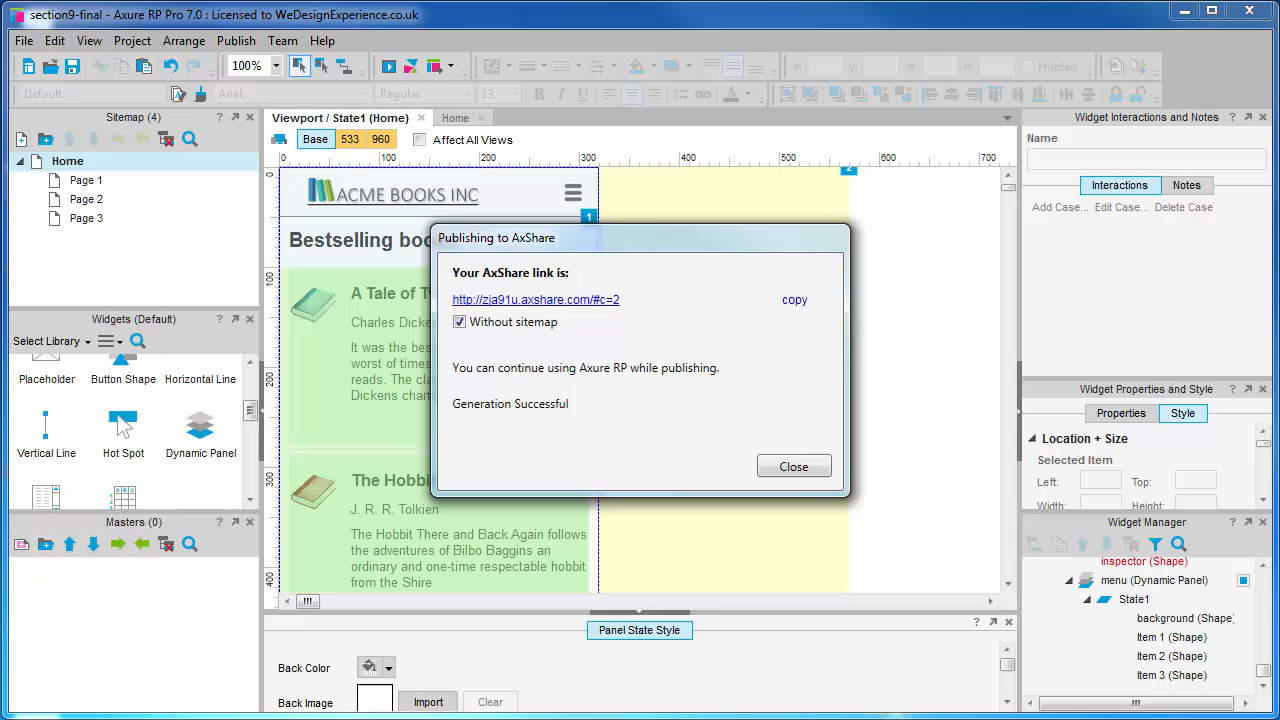 section9-final - Axure RP Pro 7.0 : Licensed to WeDesignExperience.co.uk
File Edit View Project Arrange Publish Team Help
100% Hidden
Default Arial Regular 13
Sitemap (4)
Home
Page 1
Page 2
Page 3
Widgets (Default)
Select Library
Placeholder Button Shape Horizontal Line
Vertical Line Hot Spot Dynamic Panel
Masters (0)
Viewport / State1 (Home) Home
Base 533 960 Affect All Views
0 100 200 300 400 500 600 700
0
100
200
300
400
2
ACME BOOKS INC
1
Bestselling boo
A Tale of T
Charles Dicke
It was the bes
worst of times
reads. The cla
Dickens chart
The Hobbit
J. R. R. Tolkien
The Hobbit There and Back Again follows
the adventures of Bilbo Baggins an
ordinary and one-time respectable hobbit
from the Shire
Publishing to AxShare
Your AxShare link is:
http://zja91u.axshare.com/#c=2 copy
Without sitemap
You can continue using Axure RP while publishing.
Generation Successful
Close
Panel State Style
Back Color
Back Image Import Clear
Widget Interactions and Notes
Name
Interactions Notes
Add Case... Edit Case... Delete Case
Widget Properties and Style
Properties Style
Location + Size
Selected Item
Left: Top:
Width: Height:
Widget Manager
inspector (Shape)
menu (Dynamic Panel)
State1
background (Shape)
Item 1 (Shape)
Item 2 (Shape)
Item 3 (Shape)